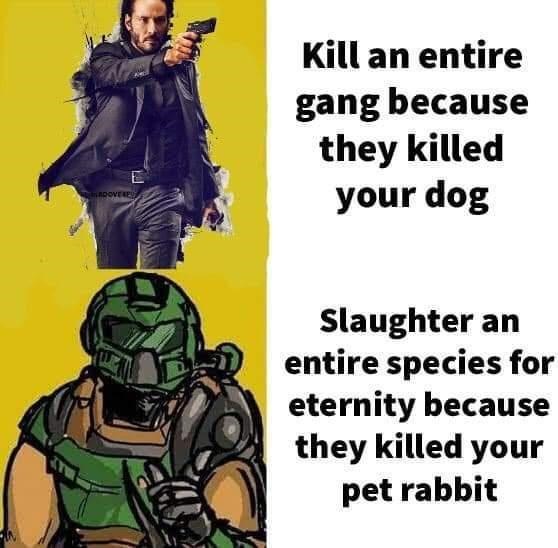 Kill an entire
gang because
they killed
your dog
Slaughter an
entire species for
eternity because
they killed your
pet rabbit